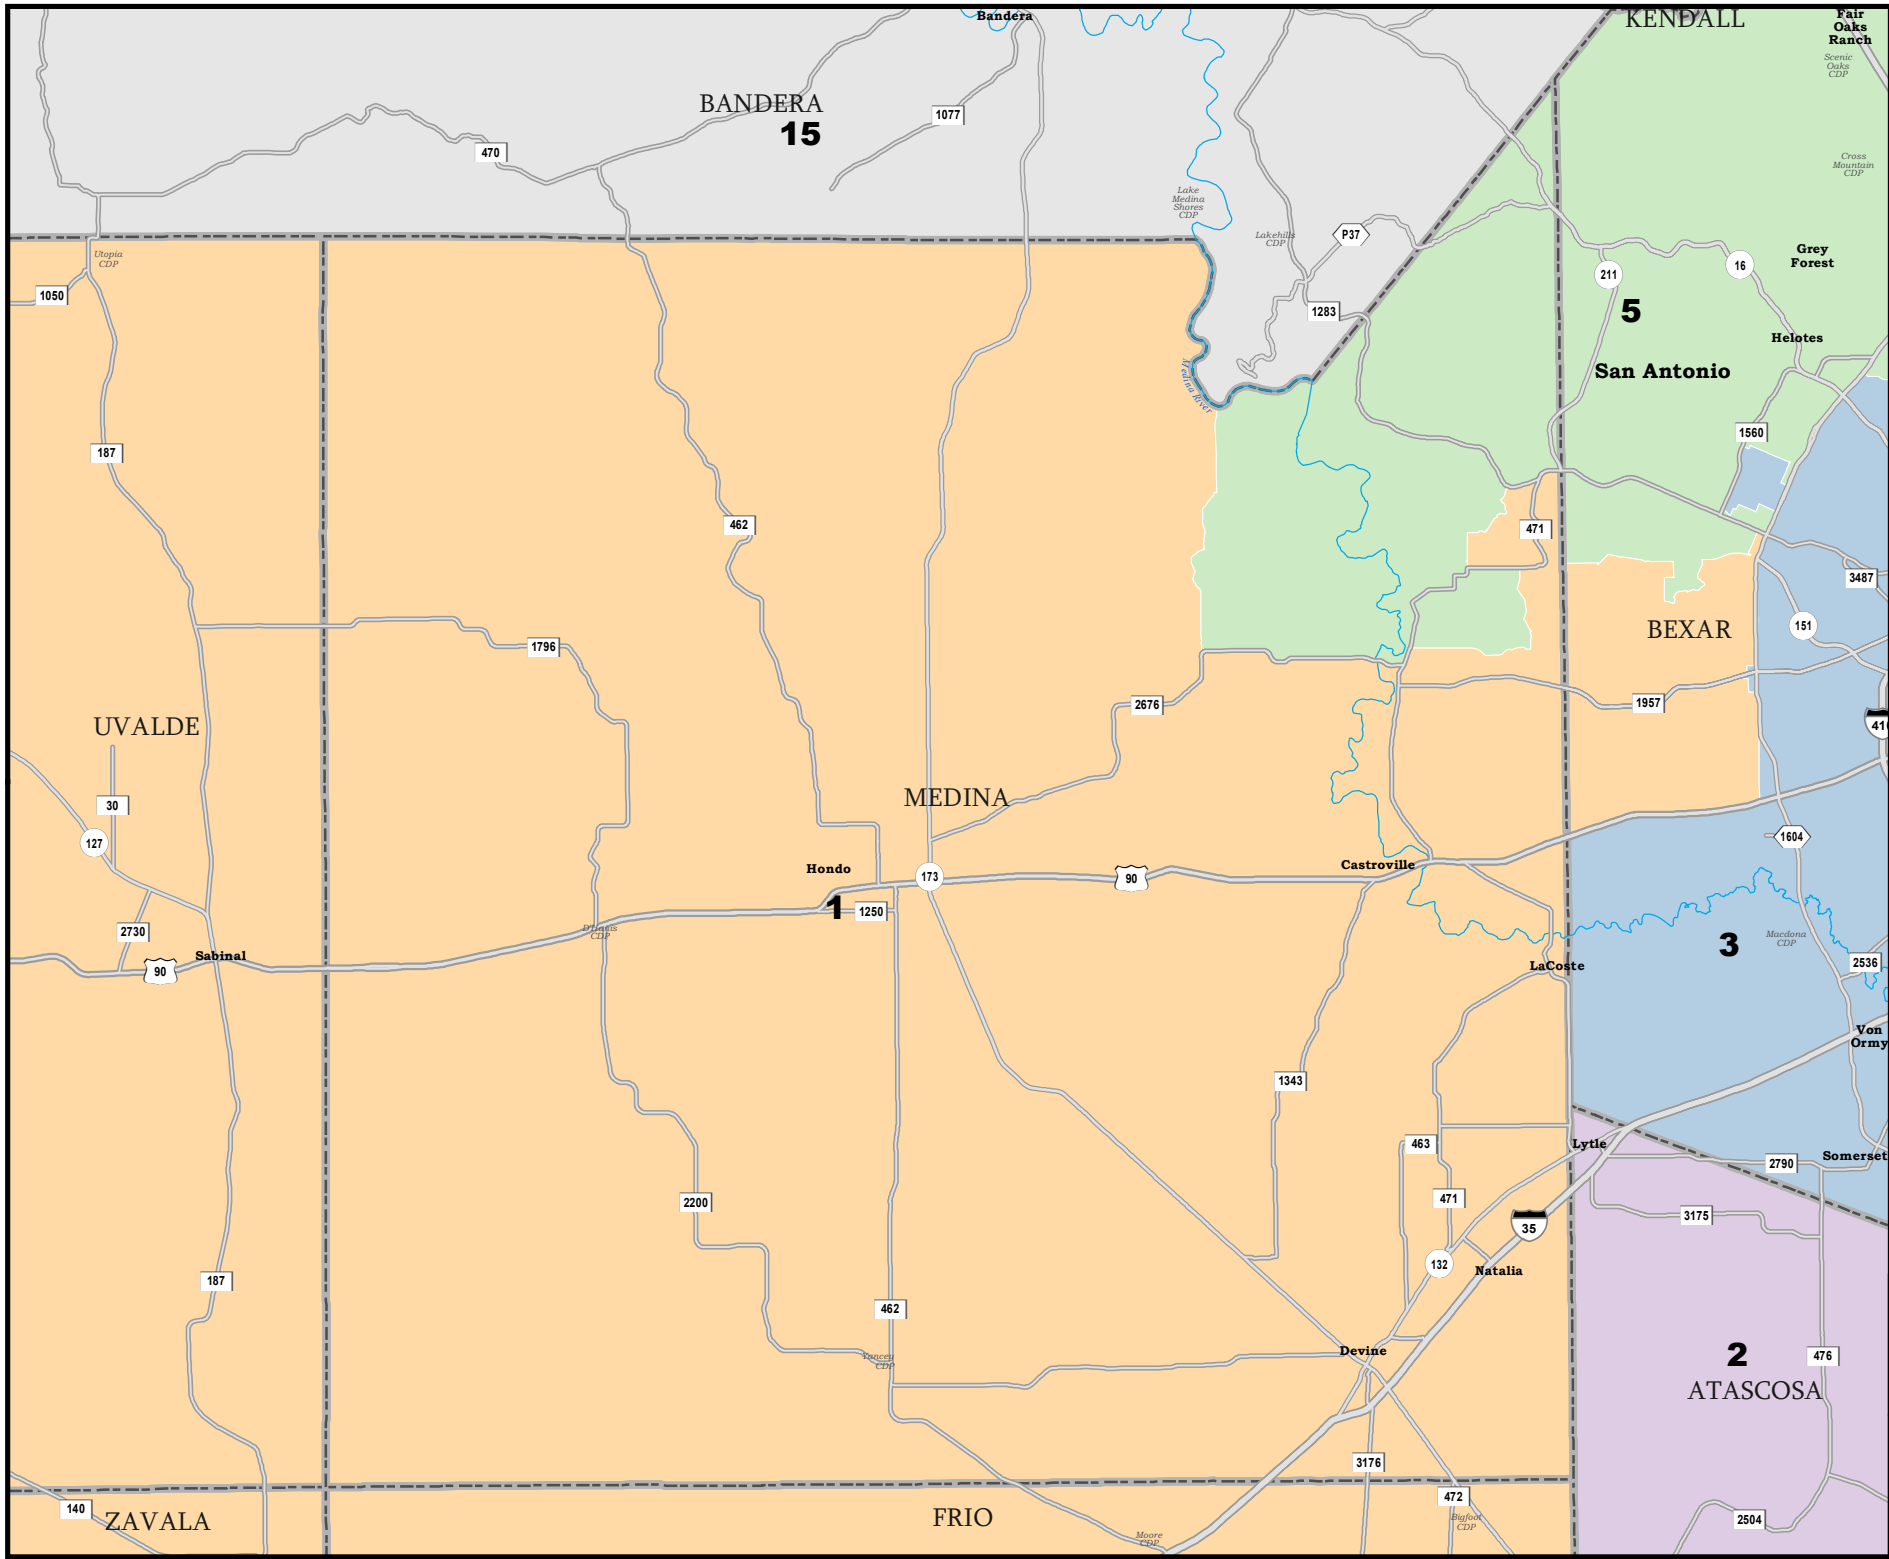 Bandera
KENDALL
Fair
Oaks
Ranch
Scenic
Oaks
CDP
BANDERA
15
1077
470
Cross
Mountain
CDP
Lake
Medina
Shores
CDP
Lakehills
CDP
P37
Utopia
CDP
1050
211
16
Grey
Forest
5
1283
Helotes
San Antonio
Medina River
187
1560
462
471
3487
1796
151
BEXAR
2676
1957
UVALDE
410
MEDINA
30
127
1604
Hondo
173
90
Castroville
1
1250
2730
D'Hanis
CDP
3
Macdona
CDP
Sabinal
90
LaCoste
2536
Von
Ormy
1343
463
Lytle
2790
Somerset
2200
471
3175
35
132
Natalia
187
462
Devine
2
476
Yancey
CDP
ATASCOSA
3176
472
140
ZAVALA
FRIO
Bigfoot
CDP
2504
Moore
CDP